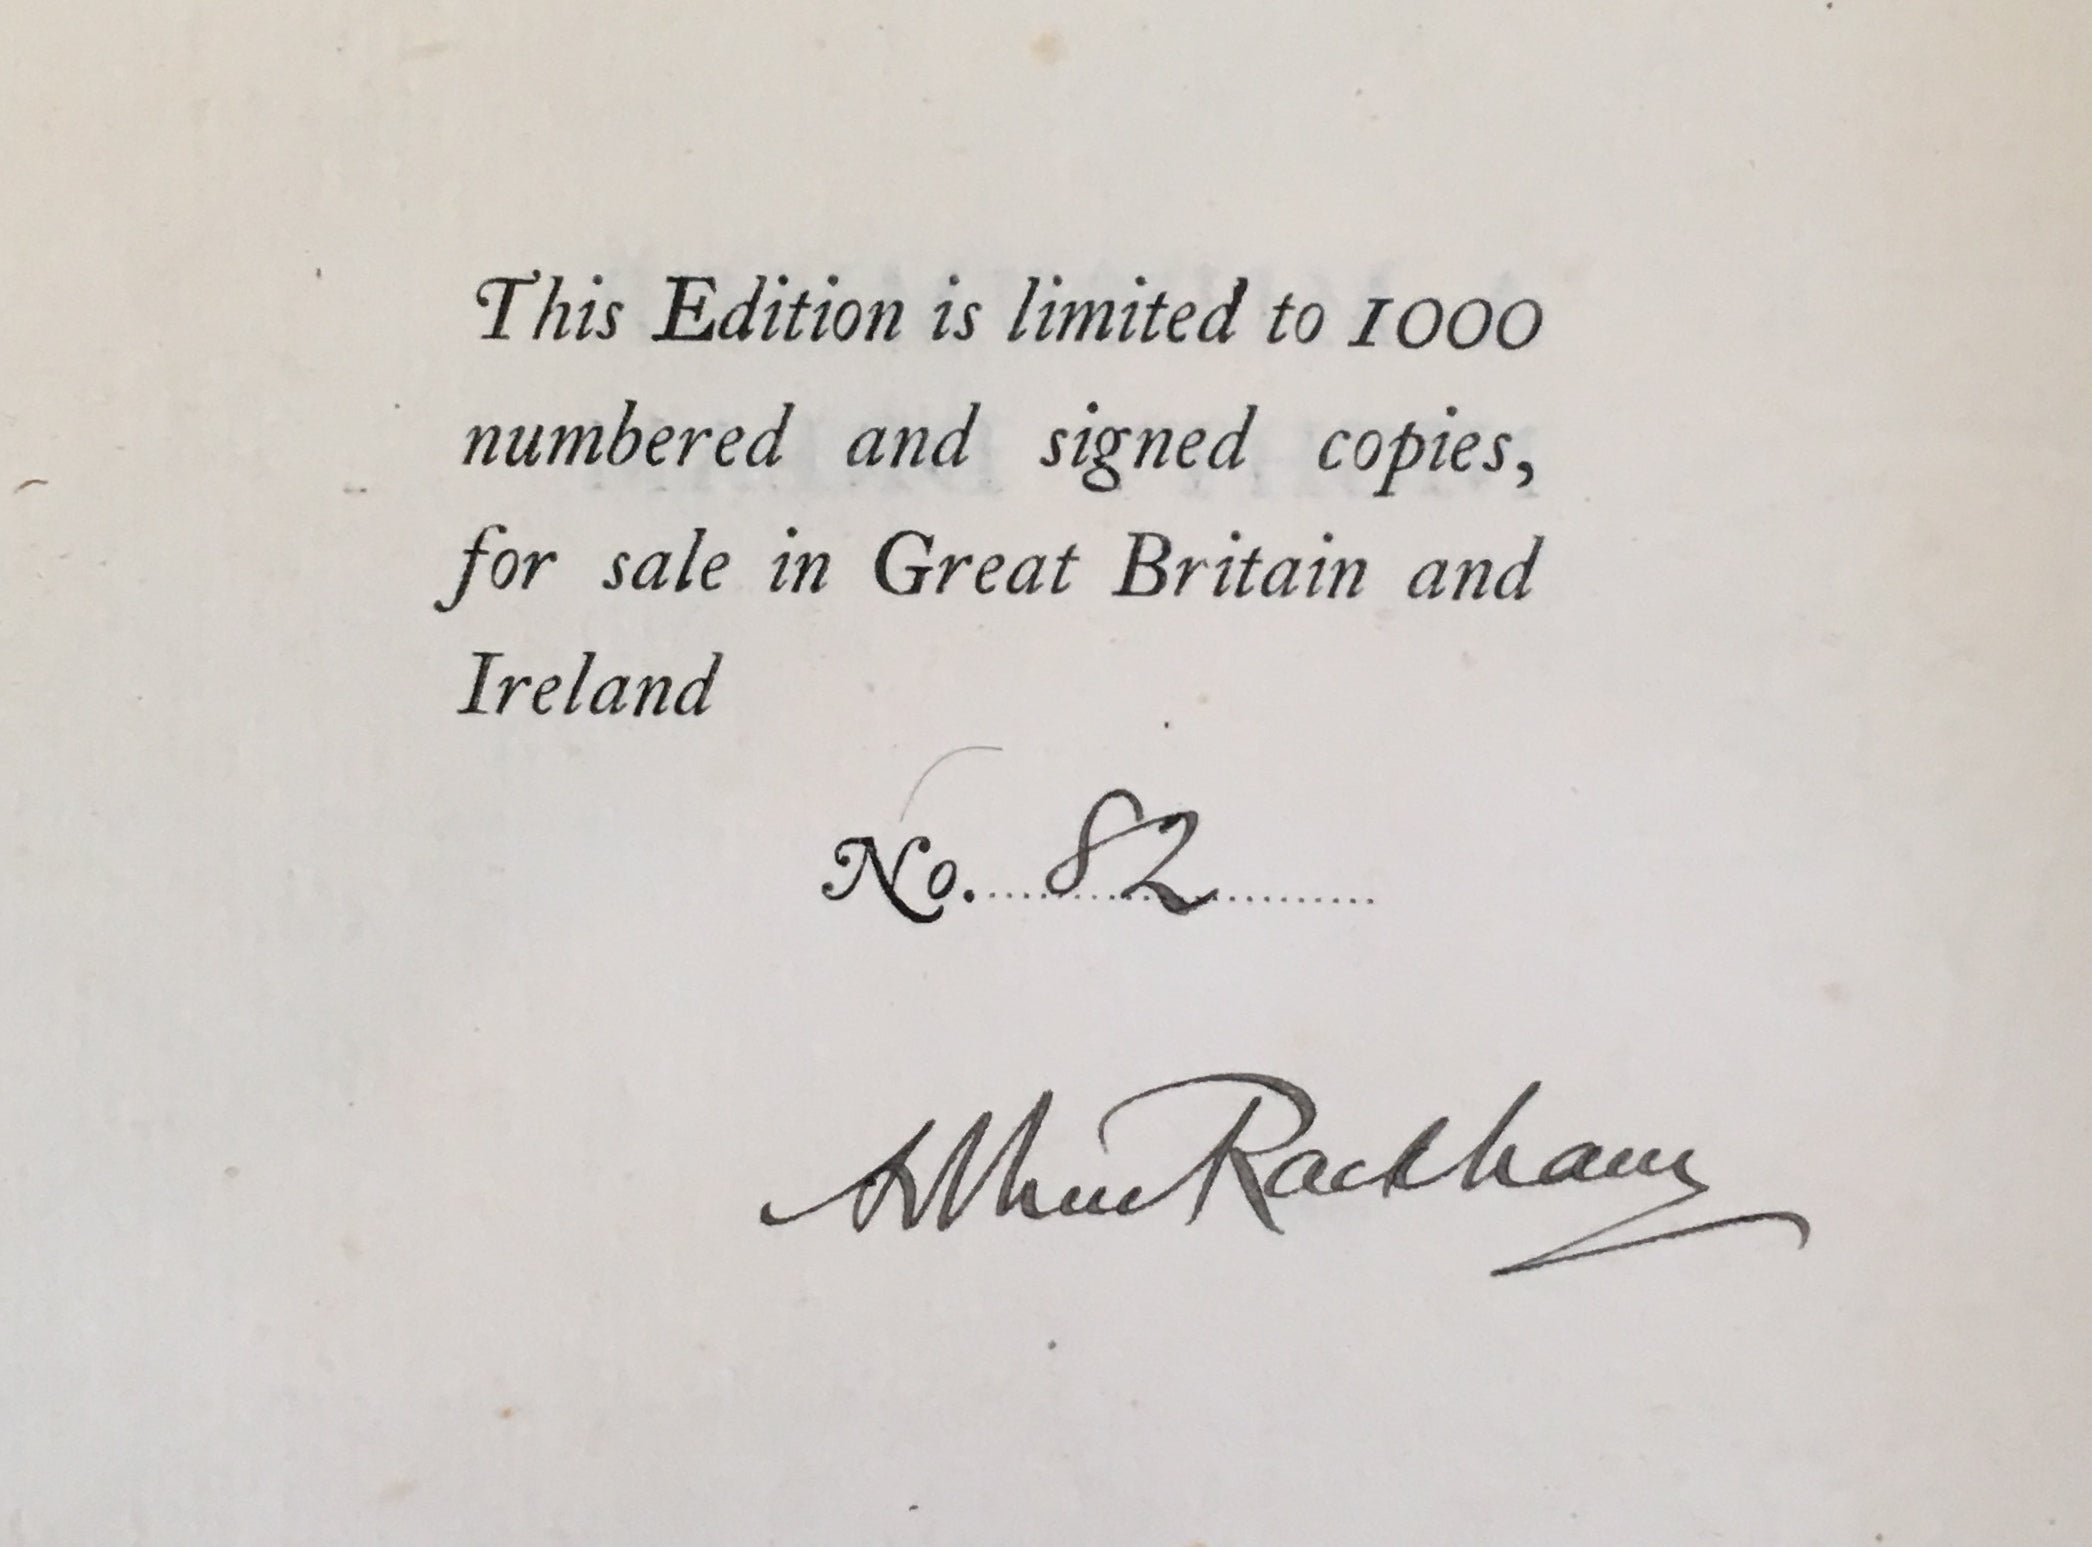 This Edition is limited to 1000
numbered and signed copies,
for sale in Great Britain and
Ireland
No. 82
Arthur Rackham